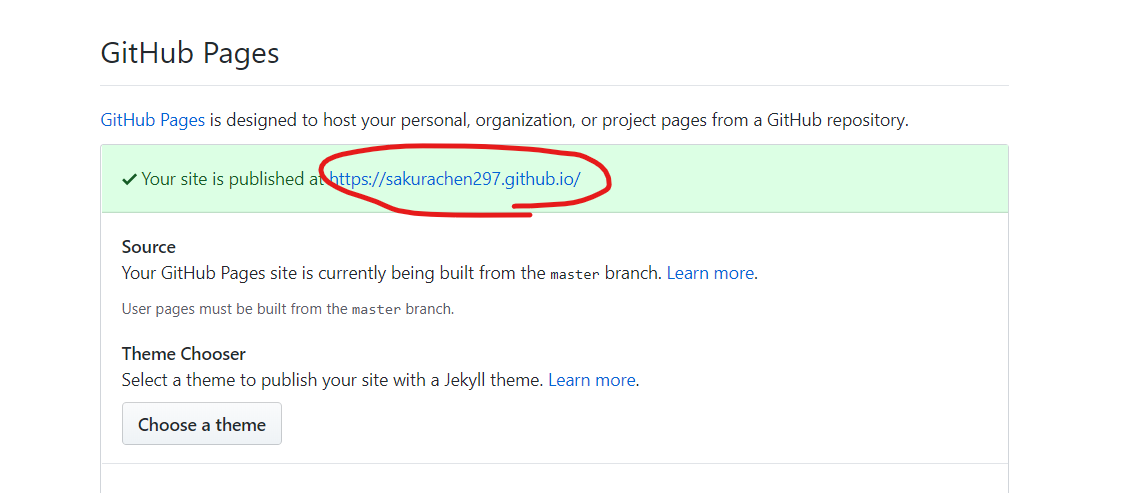 GitHub Pages
GitHub Pages is designed to host your personal, organization, or project pages from a GitHub repository.
Your site is published at https://sakurachen297.github.io/
Source
Your GitHub Pages site is currently being built from the master branch. Learn more.
User pages must be built from the master branch.
Theme Chooser
Select a theme to publish your site with a Jekyll theme. Learn more.
Choose a theme